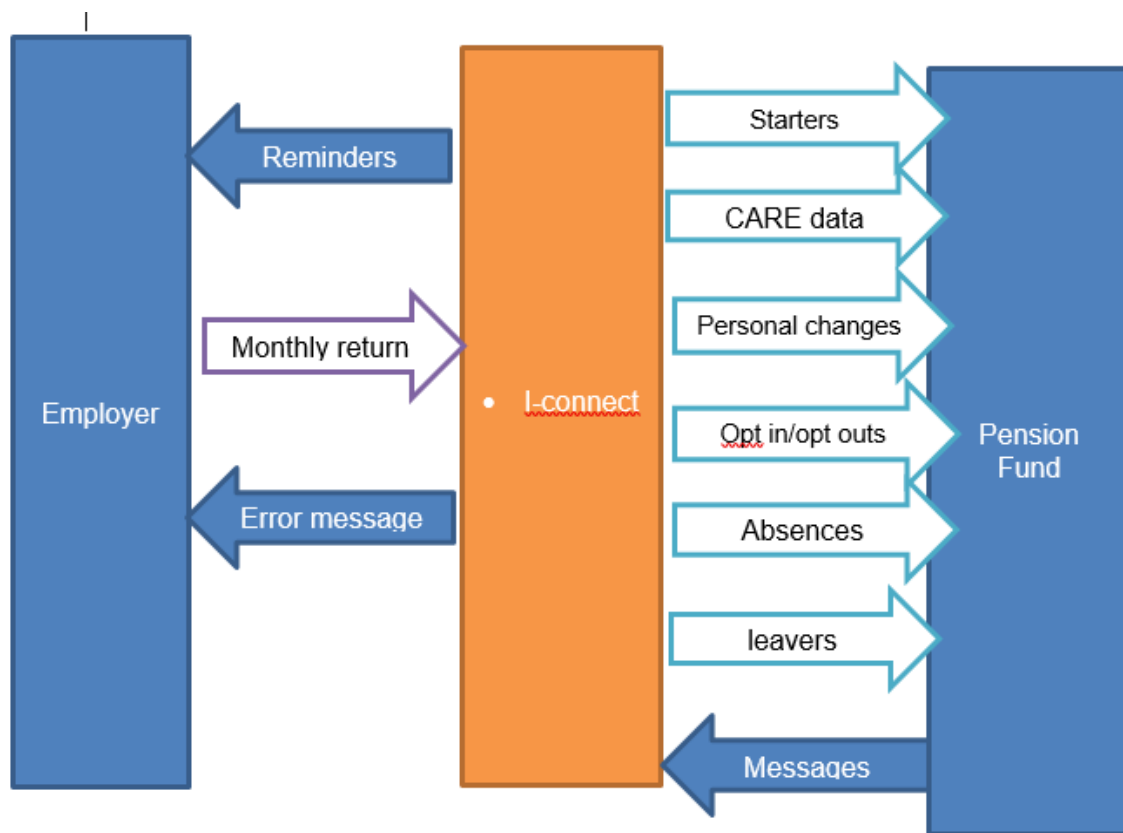 Starters
Reminders
CARE data
Personal changes
Monthly return
• I-connect
Employer
Opt in/opt outs
Pension
Fund
Error message
Absences
leavers
Messages